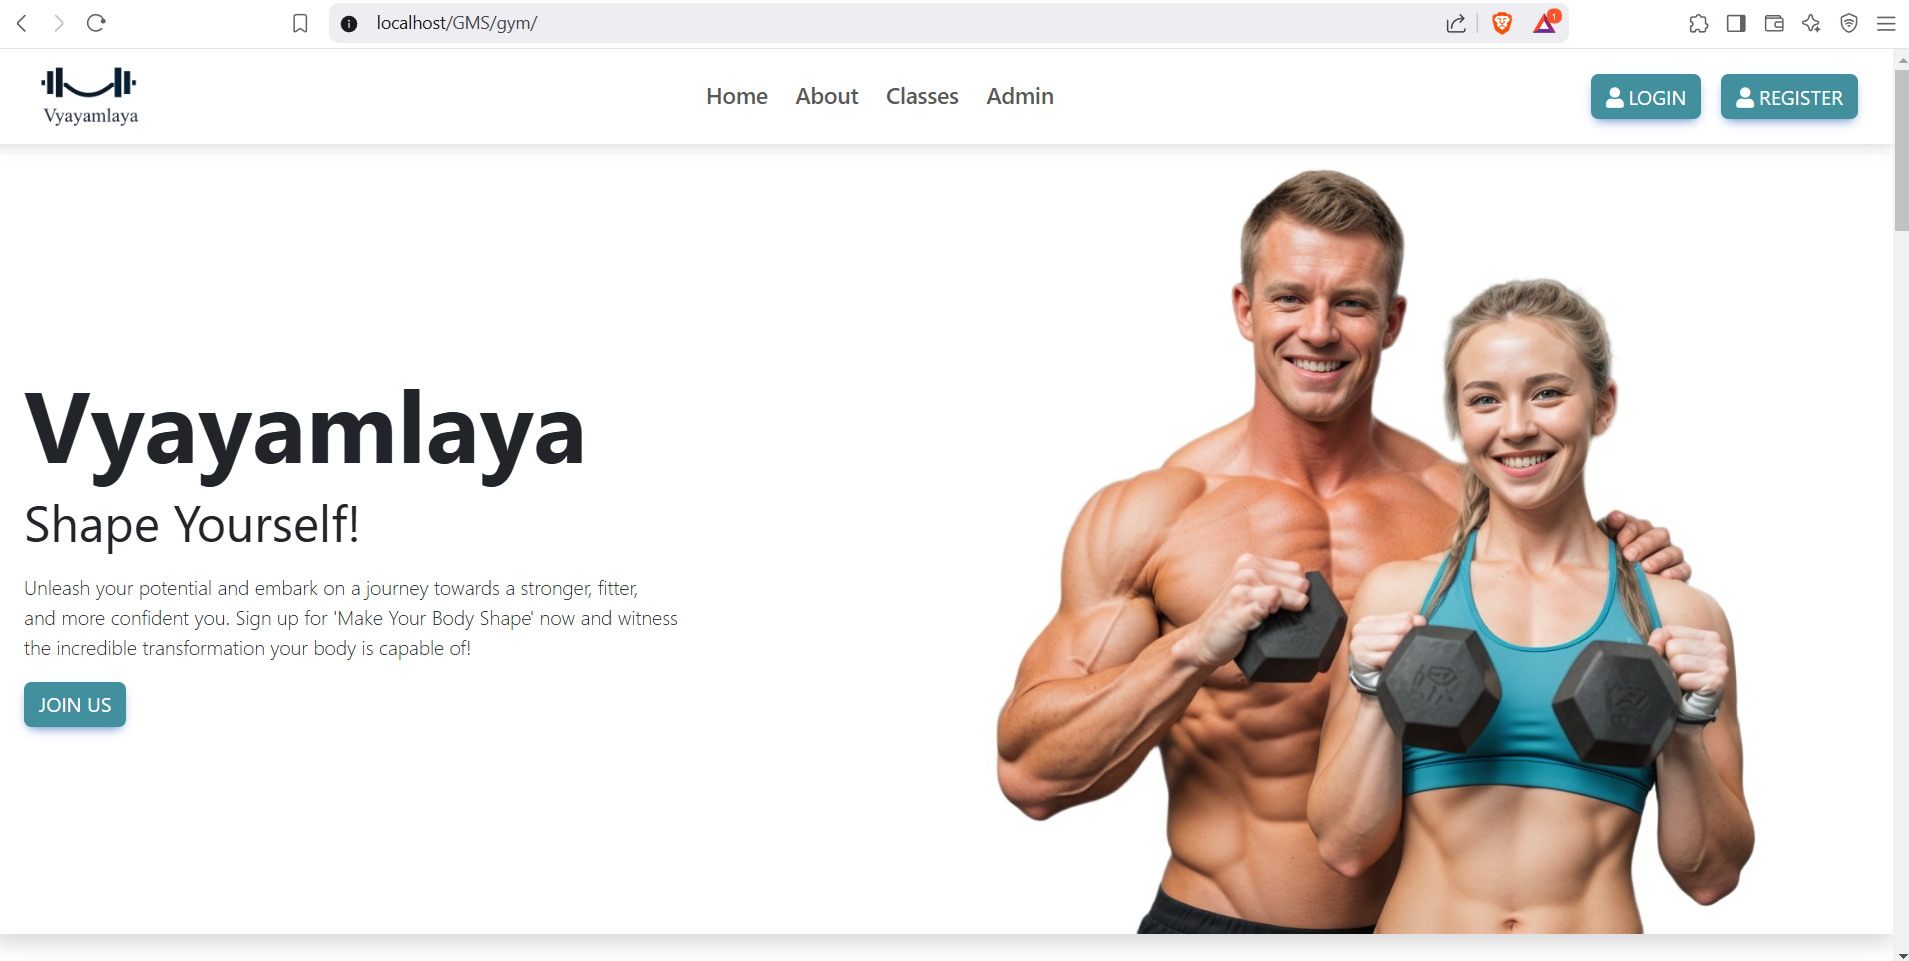 localhost/GMS/gym/
1
Vyayamlaya
Home About Classes Admin
LOGIN REGISTER
Vyayamlaya
Shape Yourself!
Unleash your potential and embark on a journey towards a stronger, fitter,
and more confident you. Sign up for 'Make Your Body Shape' now and witness
the incredible transformation your body is capable of!
JOIN US